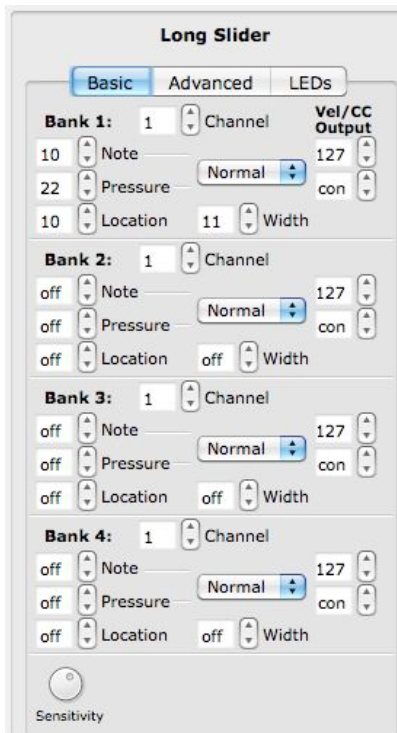 Long Slider
Basic Advanced LEDs
Bank 1: 1 Channel Vel/CC Output
10 Note Normal 127
22 Pressure con
10 Location 11 Width
Bank 2: 1 Channel
off Note Normal 127
off Pressure con
off Location off Width
Bank 3: 1 Channel
off Note Normal 127
off Pressure con
off Location off Width
Bank 4: 1 Channel
off Note Normal 127
off Pressure con
off Location off Width
Sensitivity